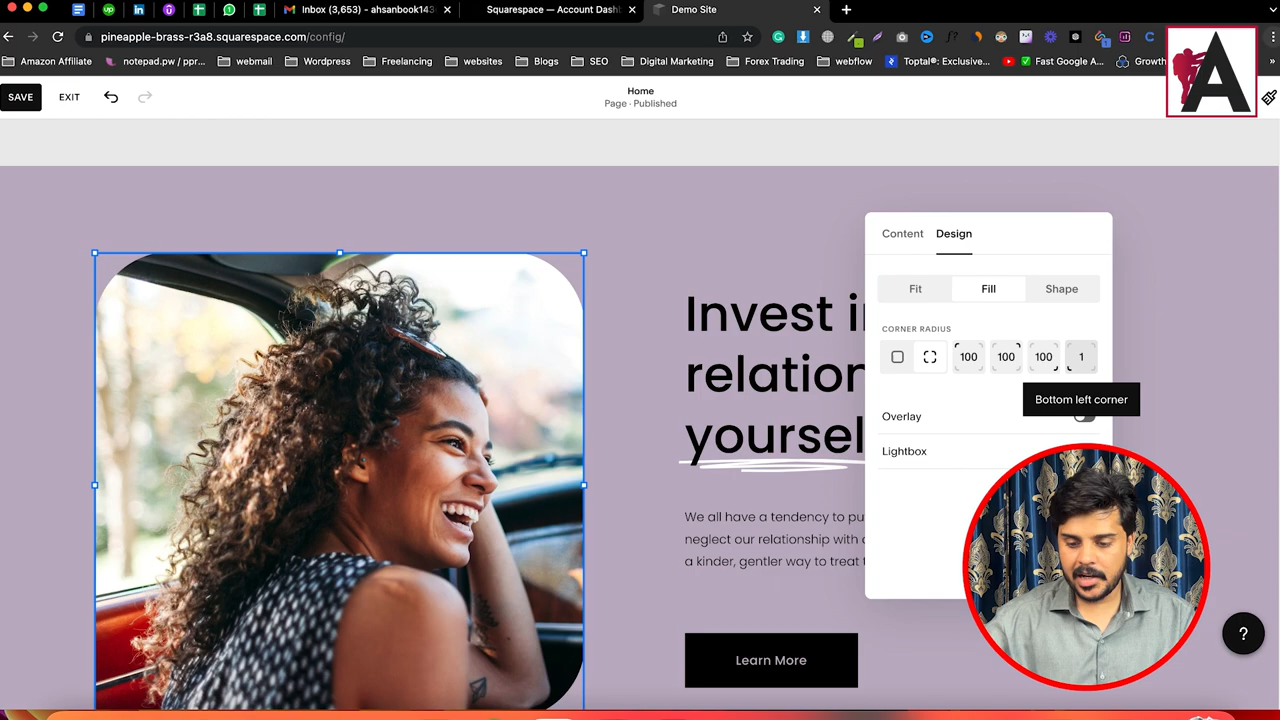 Inbox (3,653) – ahsanbook143
Squarespace — Account Dashb
Demo Site
pineapple-brass-r3a8.squarespace.com/config/
Amazon Affiliate
notepad.pw / ppr...
webmail
Wordpress
Freelancing
websites
Blogs
SEO
Digital Marketing
Forex Trading
webflow
Toptal®: Exclusive...
Fast Google A...
Growth
»
A
SAVE
EXIT
Home
Page · Published
Content
Design
Fit
Fill
Shape
CORNER RADIUS
100
100
100
1
Bottom left corner
Overlay
Lightbox
Invest i
relation
yoursel
We all have a tendency to pu
neglect our relationship with
a kinder, gentler way to treat
Learn More
?